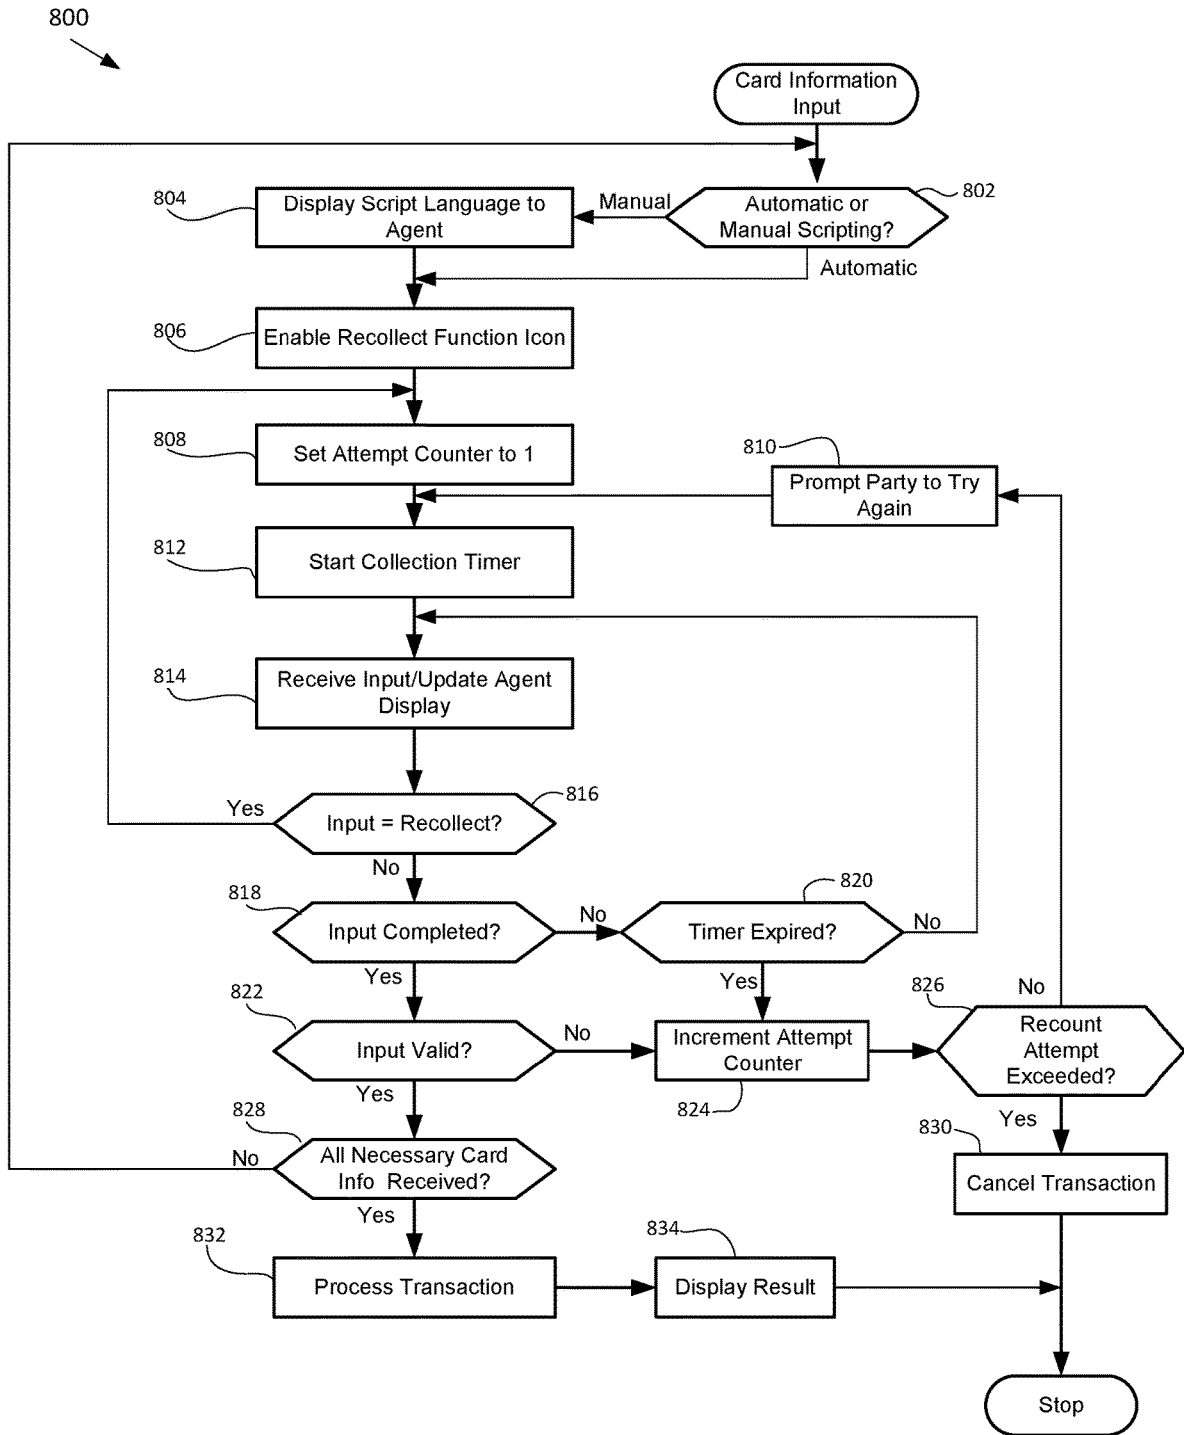 800
Card Information
Input
804
Display Script Language to
Agent
Manual
Automatic or
Manual Scripting?
802
Automatic
806
Enable Recollect Function Icon
808
Set Attempt Counter to 1
810
Prompt Party to Try
Again
812
Start Collection Timer
814
Receive Input/Update Agent
Display
Yes
Input = Recollect?
816
No
818
Input Completed?
No
820
Timer Expired?
No
Yes
Yes
822
Input Valid?
No
Increment Attempt
Counter
824
826
No
Recount
Attempt
Exceeded?
Yes
Yes
828
No
All Necessary Card
Info Received?
830
Cancel Transaction
Yes
832
Process Transaction
834
Display Result
Stop